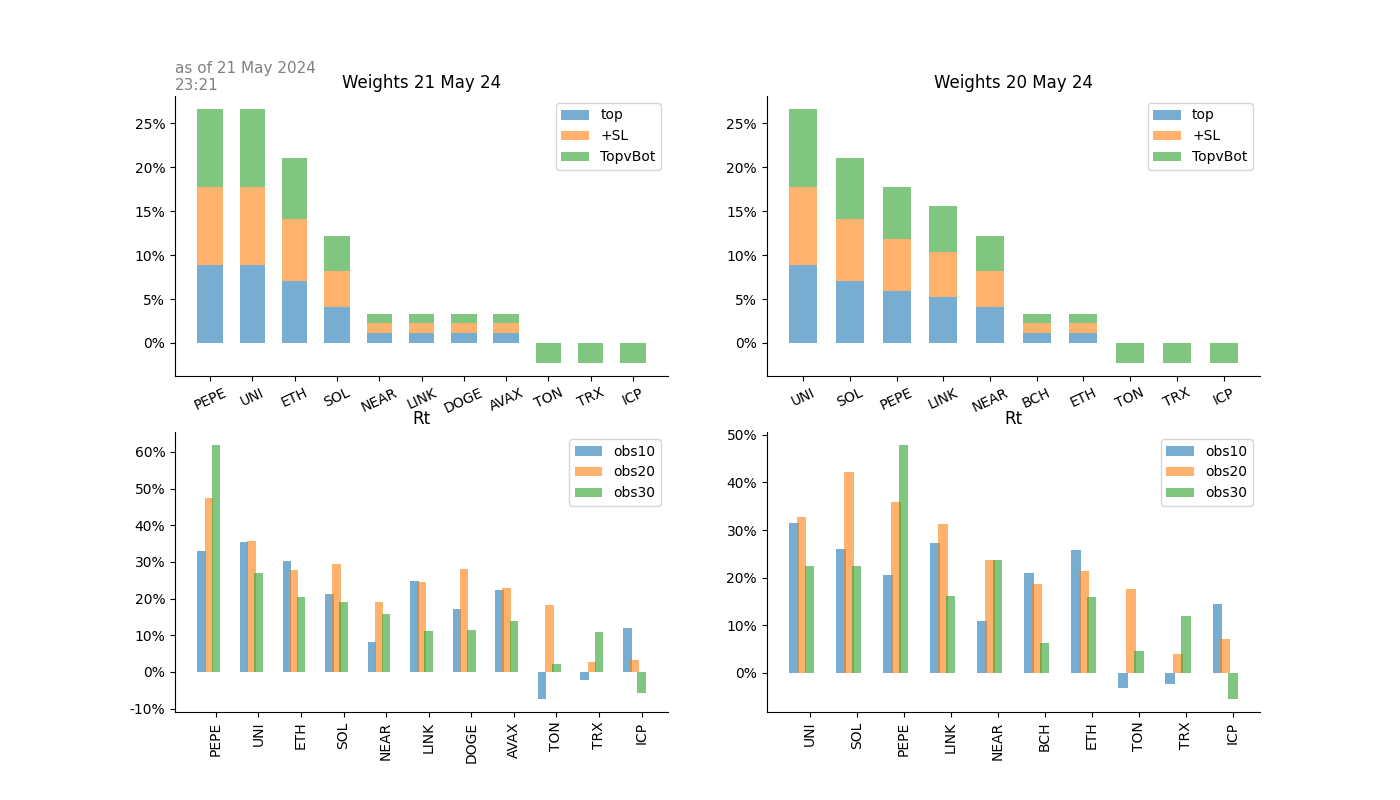 as of 21 May 2024
23:21
Weights 21 May 24
25%
20%
15%
10%
5%
0%
top
+SL
TopvBot
PEPE UNI ETH SOL NEAR LINK DOGE AVAX TON TRX ICP
Weights 20 May 24
25%
20%
15%
10%
5%
0%
top
+SL
TopvBot
UNI SOL PEPE LINK NEAR BCH ETH TON TRX ICP
Rt
60%
50%
40%
30%
20%
10%
0%
-10%
obs10
obs20
obs30
PEPE UNI ETH SOL NEAR LINK DOGE AVAX TON TRX ICP
Rt
50%
40%
30%
20%
10%
0%
obs10
obs20
obs30
UNI SOL PEPE LINK NEAR BCH ETH TON TRX ICP